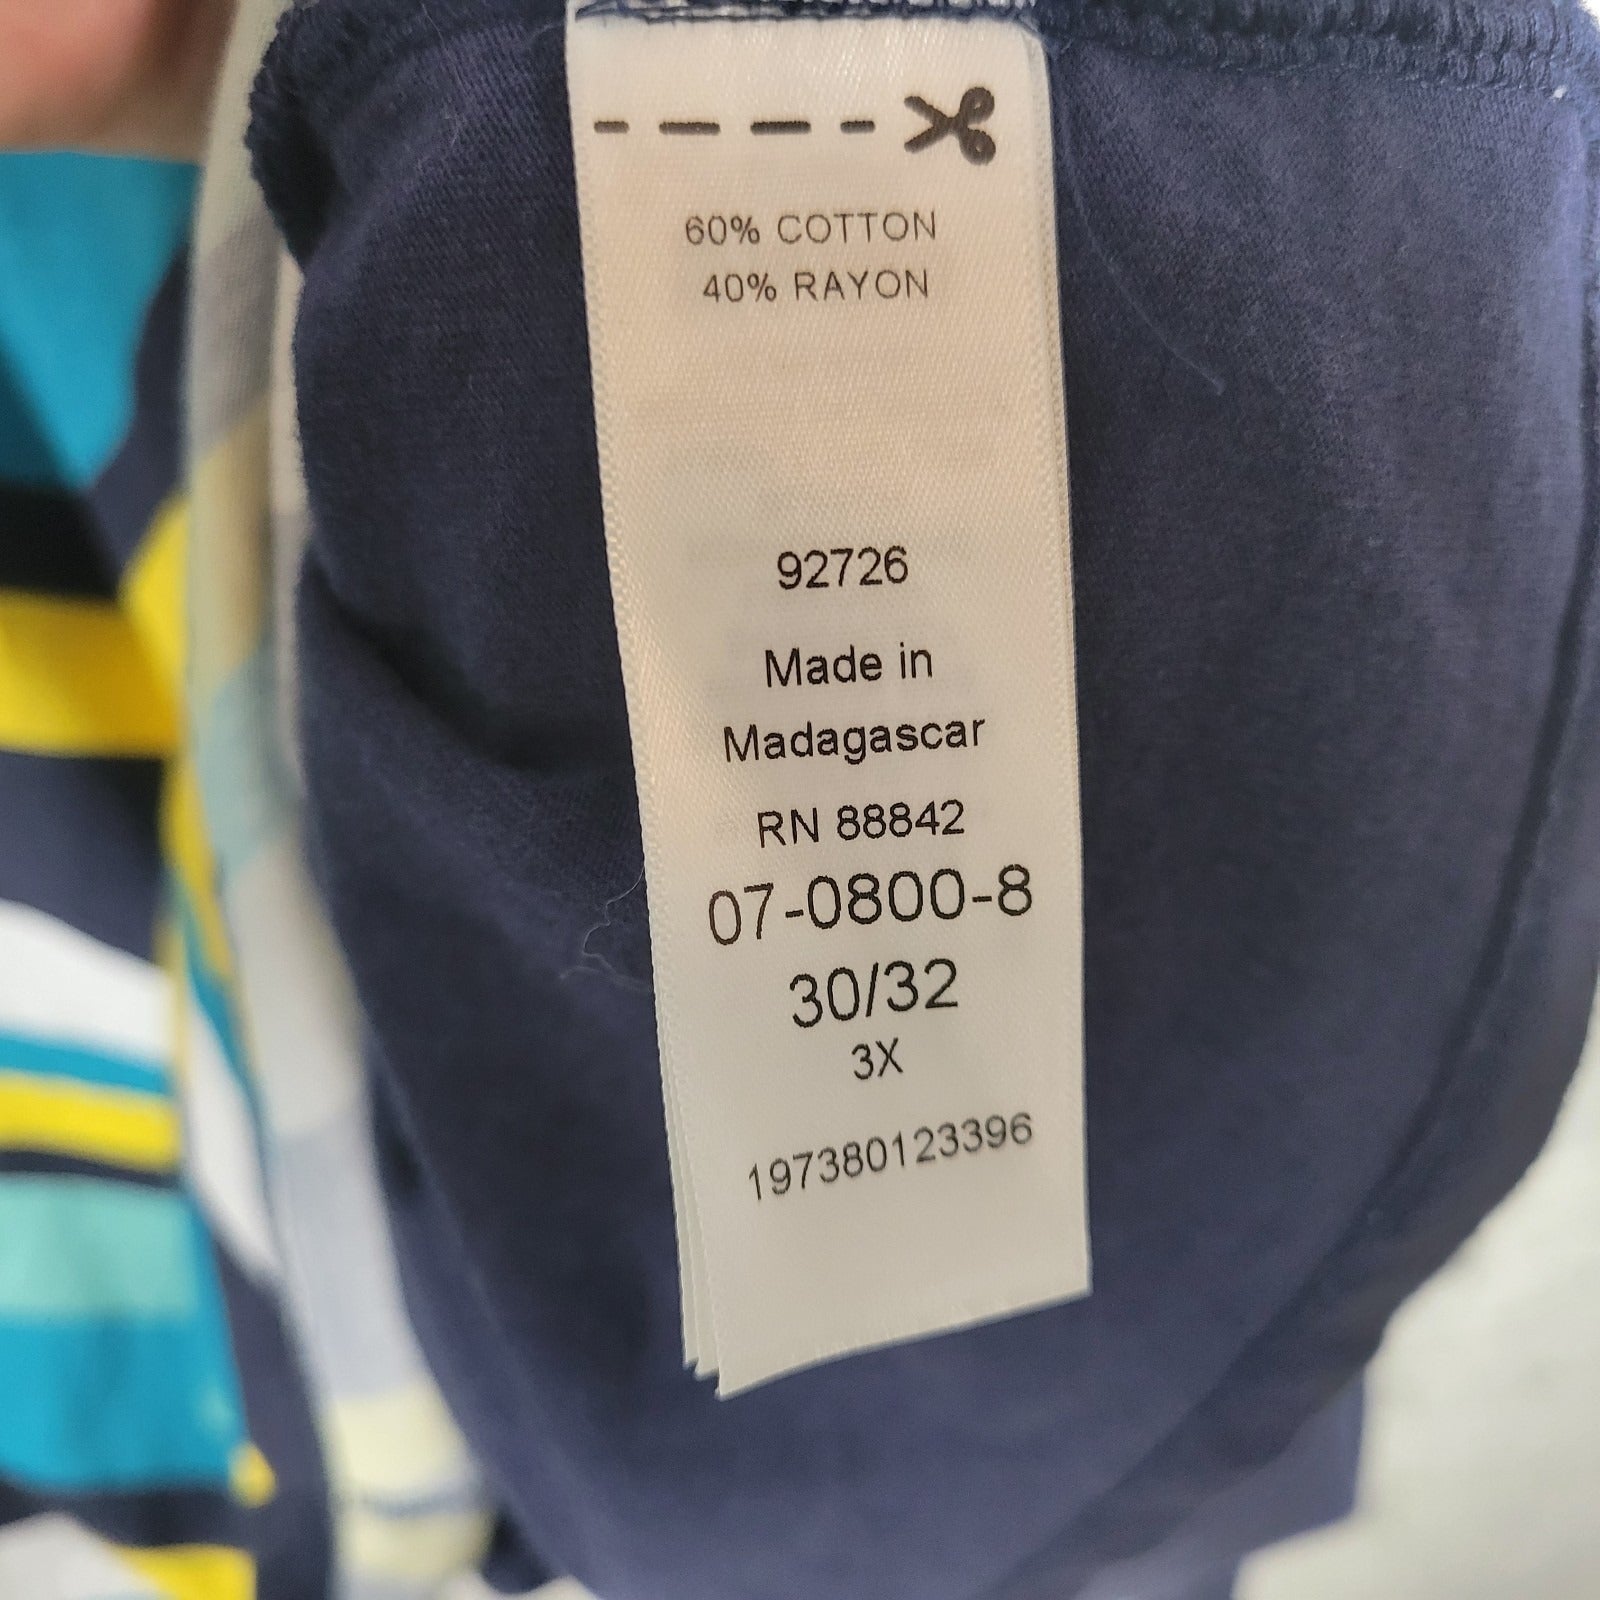 60% COTTON
40% RAYON
92726
Made in
Madagascar
RN 88842
07-0800-8
30/32
3X
197380123396